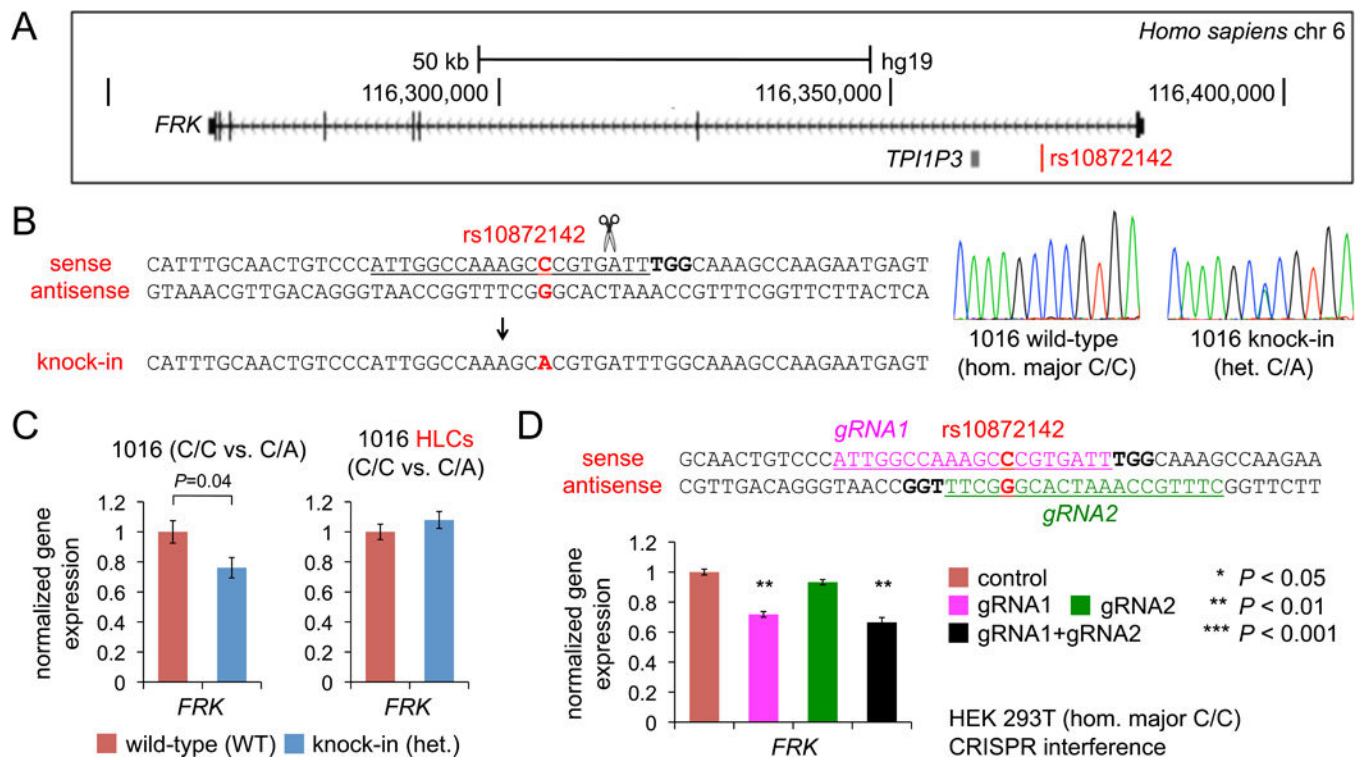 A
Homo sapiens chr 6
50 kb hg19
116,300,000 116,350,000 116,400,000
FRK
TPI1P3 rs10872142
B
rs10872142
sense CATTTGCAACTGTCCCATTGGCCAAAGCCCGTGATTTGGCAAAGCCAAGAATGAGT
antisense GTAAACGTTGACAGGGTAACCGGTTTCGGGCACTAAACCGTTTCGGTTCTTACTCA
knock-in CATTTGCAACTGTCCCATTGGCCAAAGCACGTGATTTGGCAAAGCCAAGAATGAGT
1016 wild-type
(hom. major C/C)
1016 knock-in
(het. C/A)
C
1016 (C/C vs. C/A)
P=0.04
normalized gene
expression
1.2
1
0.8
0.6
0.4
0.2
0
FRK
1016 HLCs
(C/C vs. C/A)
1.2
1
0.8
0.6
0.4
0.2
0
FRK
wild-type (WT) knock-in (het.)
D
gRNA1 rs10872142
sense GCAACTGTCCCATTGGCCAAAGCCCGTGATTTGGCAAAGCCAAGAA
antisense CGTTGACAGGGTAACCGGTTTCGGGCACTAAACCGTTTCGGTTCTT
gRNA2
normalized gene
expression
1.2
1
0.8
0.6
0.4
0.2
0
** **
FRK
control
gRNA1 gRNA2
gRNA1+gRNA2
* P < 0.05
** P < 0.01
*** P < 0.001
HEK 293T (hom. major C/C)
CRISPR interference